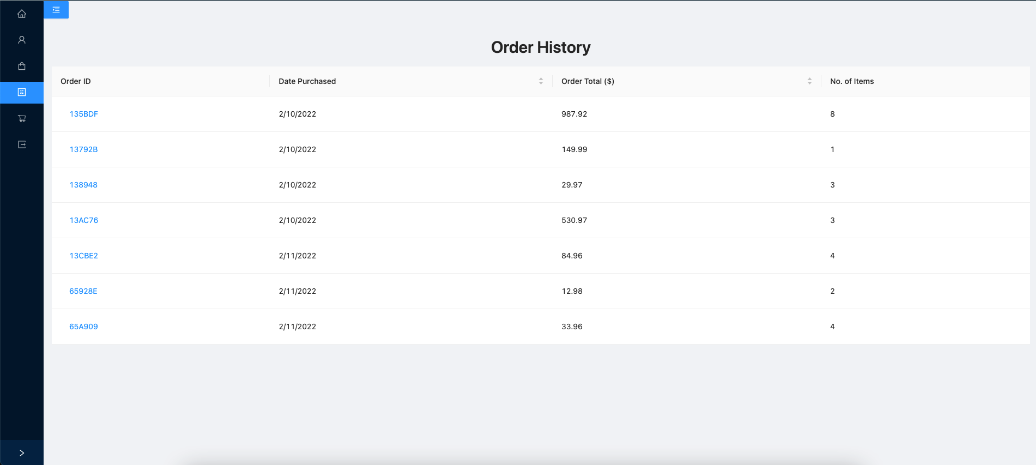 Order History
Order ID Date Purchased Order Total ($) No. of Items
135BDF 2/10/2022 987.92 8
13792B 2/10/2022 149.99 1
138948 2/10/2022 29.97 3
13AC76 2/10/2022 530.97 3
13CBE2 2/11/2022 84.96 4
65928E 2/11/2022 12.98 2
65A909 2/11/2022 33.96 4